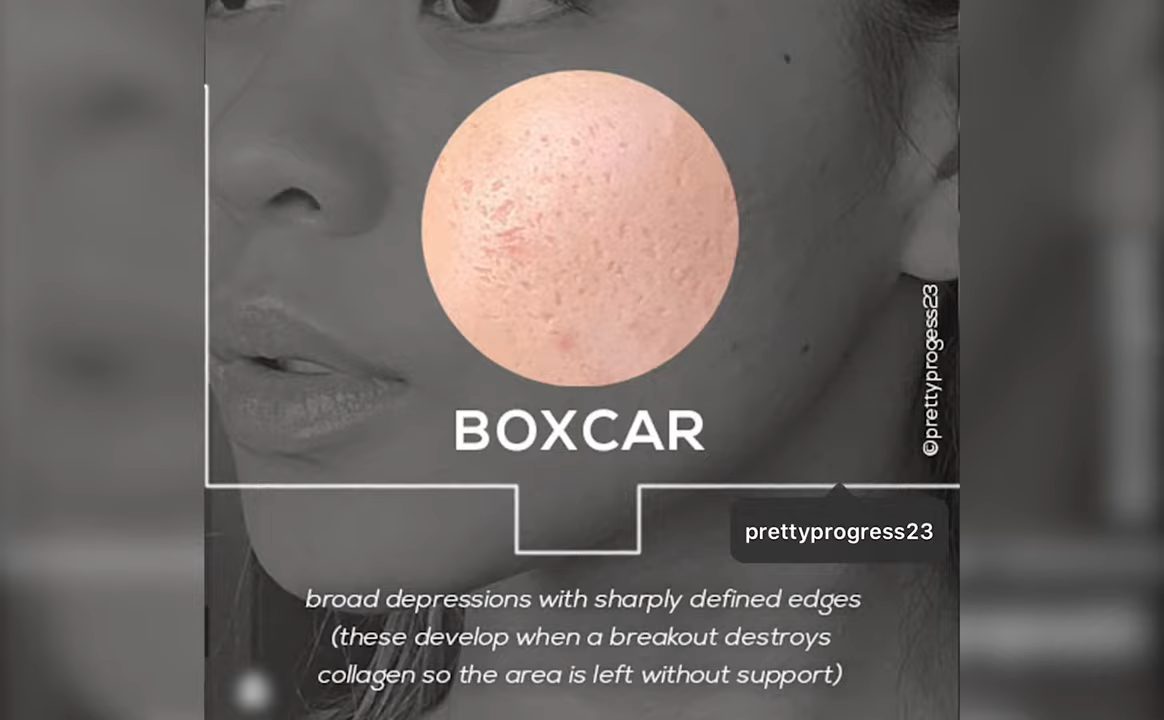 BOXCAR
©prettyprogess23
prettyprogress23
broad depressions with sharply defined edges
(these develop when a breakout destroys
collagen so the area is left without support)